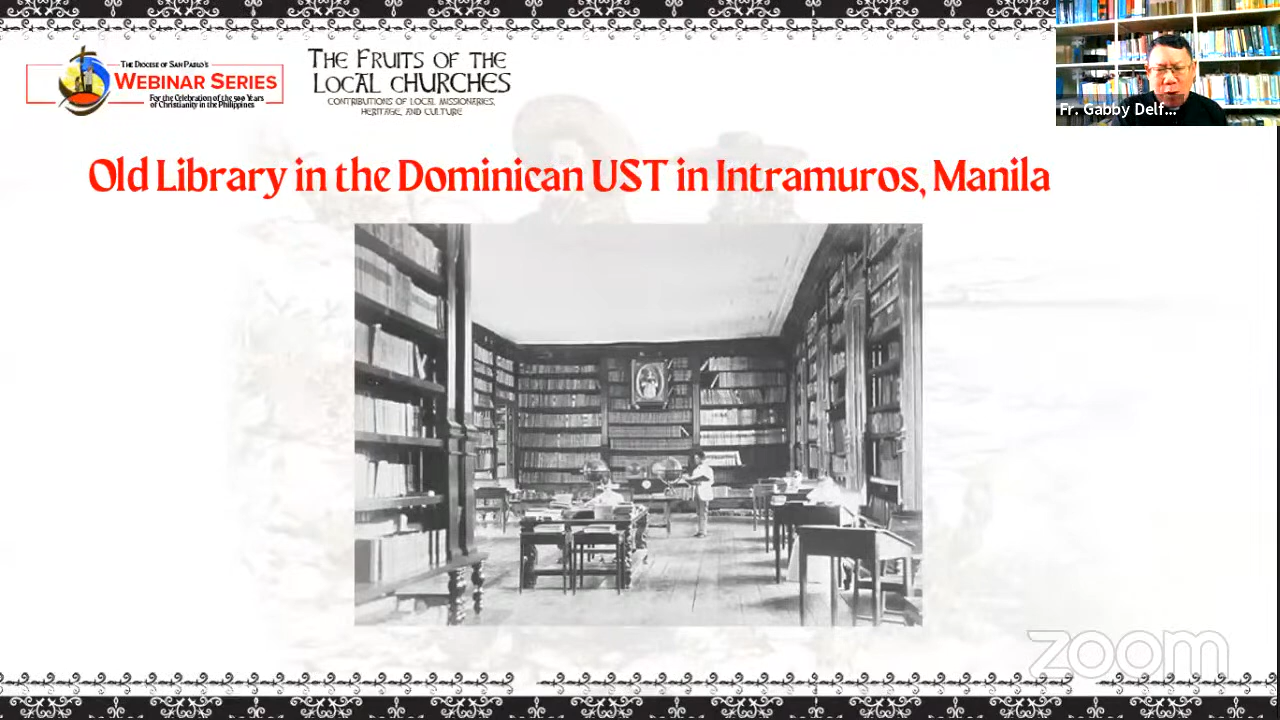 THE DIOCESE OF SAN PABLO'S
WEBINAR SERIES
For the Celebration of the 500 Years
of Christianity in the Philippines
THE FRUITS OF THE
LOCAL CHURCHES
CONTRIBUTIONS OF LOCAL MISSIONARIES,
HERITAGE, AND CULTURE
Fr. Gabby Delf...
Old Library in the Dominican UST in Intramuros, Manila
zoom